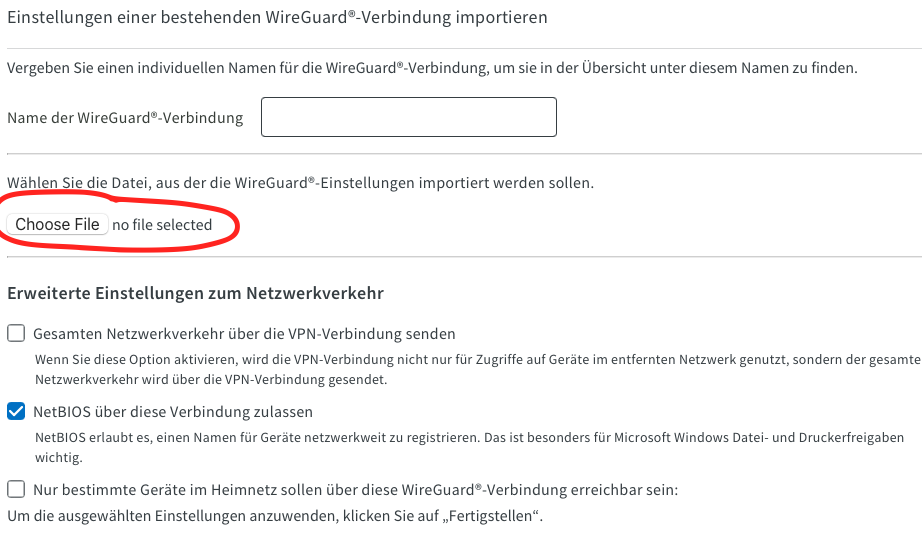 Einstellungen einer bestehenden WireGuard®-Verbindung importieren
Vergeben Sie einen individuellen Namen für die WireGuard®-Verbindung, um sie in der Übersicht unter diesem Namen zu finden.
Name der WireGuard®-Verbindung
Wählen Sie die Datei, aus der die WireGuard®-Einstellungen importiert werden sollen.
Choose File no file selected
Erweiterte Einstellungen zum Netzwerkverkehr
Gesamten Netzwerkverkehr über die VPN-Verbindung senden
Wenn Sie diese Option aktivieren, wird die VPN-Verbindung nicht nur für Zugriffe auf Geräte im entfernten Netzwerk genutzt, sondern der gesamte
Netzwerkverkehr wird über die VPN-Verbindung gesendet.
NetBIOS über diese Verbindung zulassen
NetBIOS erlaubt es, einen Namen für Geräte netzwerkweit zu registrieren. Das ist besonders für Microsoft Windows Datei- und Druckerfreigaben
wichtig.
Nur bestimmte Geräte im Heimnetz sollen über diese WireGuard®-Verbindung erreichbar sein:
Um die ausgewählten Einstellungen anzuwenden, klicken Sie auf „Fertigstellen“.